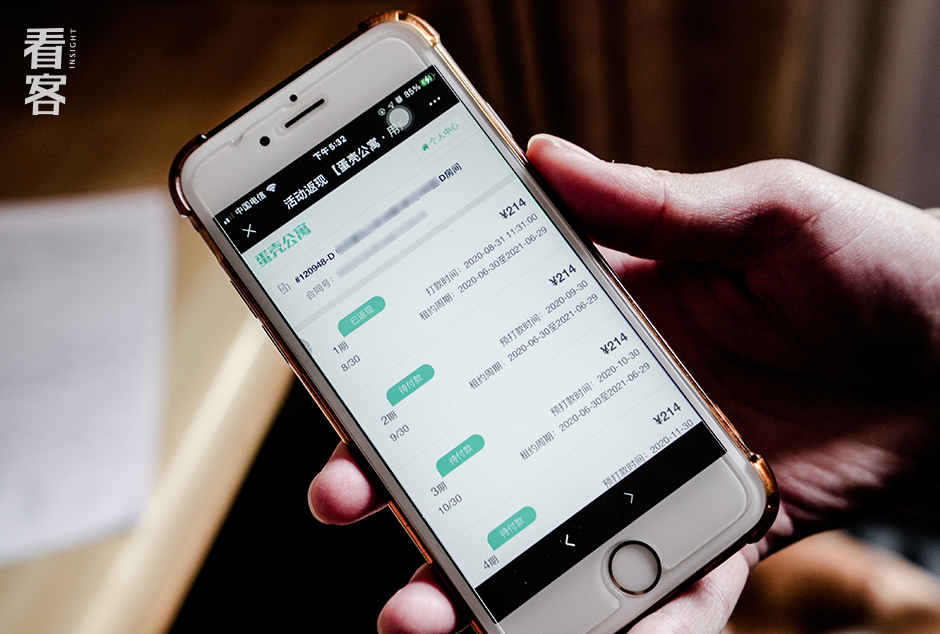 看客
INSIGHT
中国电信 下午5:32 85%
活动返现【蛋壳公寓·用
蛋壳公寓 个人中心
#12094B-D D房间
合同号:
已返现 ¥214
1期 打款时间：2020-08-31 11:31:00
8/30 租约周期：2020-06-30至2021-06-29
待付款 ¥214
2期 预打款时间：2020-09-30
9/30 租约周期：2020-06-30至2021-06-29
待付款 ¥214
3期 预打款时间：2020-10-30
10/30 租约周期：2020-06-30至2021-06-29
待付款 ¥214
4期 预打款时间：2020-11-30